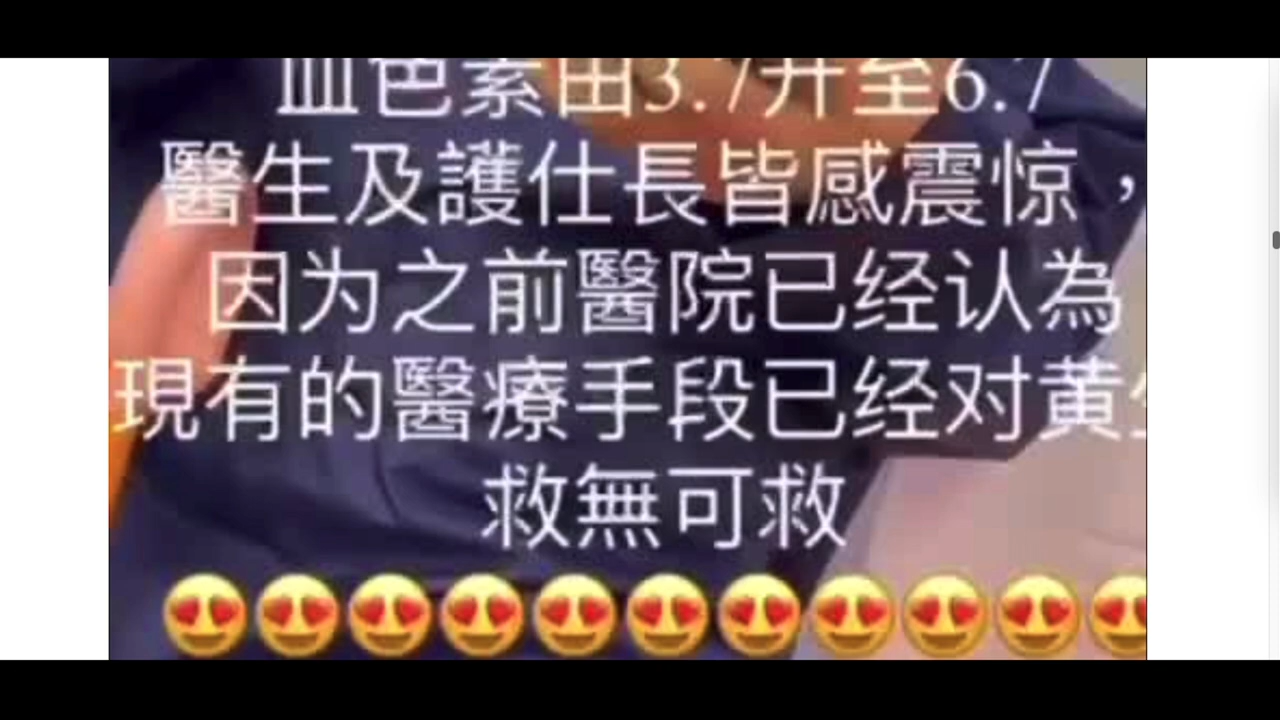 血色素由3.7升至6.7
醫生及護仕長皆感震惊，
因为之前醫院已经认為
現有的醫療手段已经对黄生
救無可救